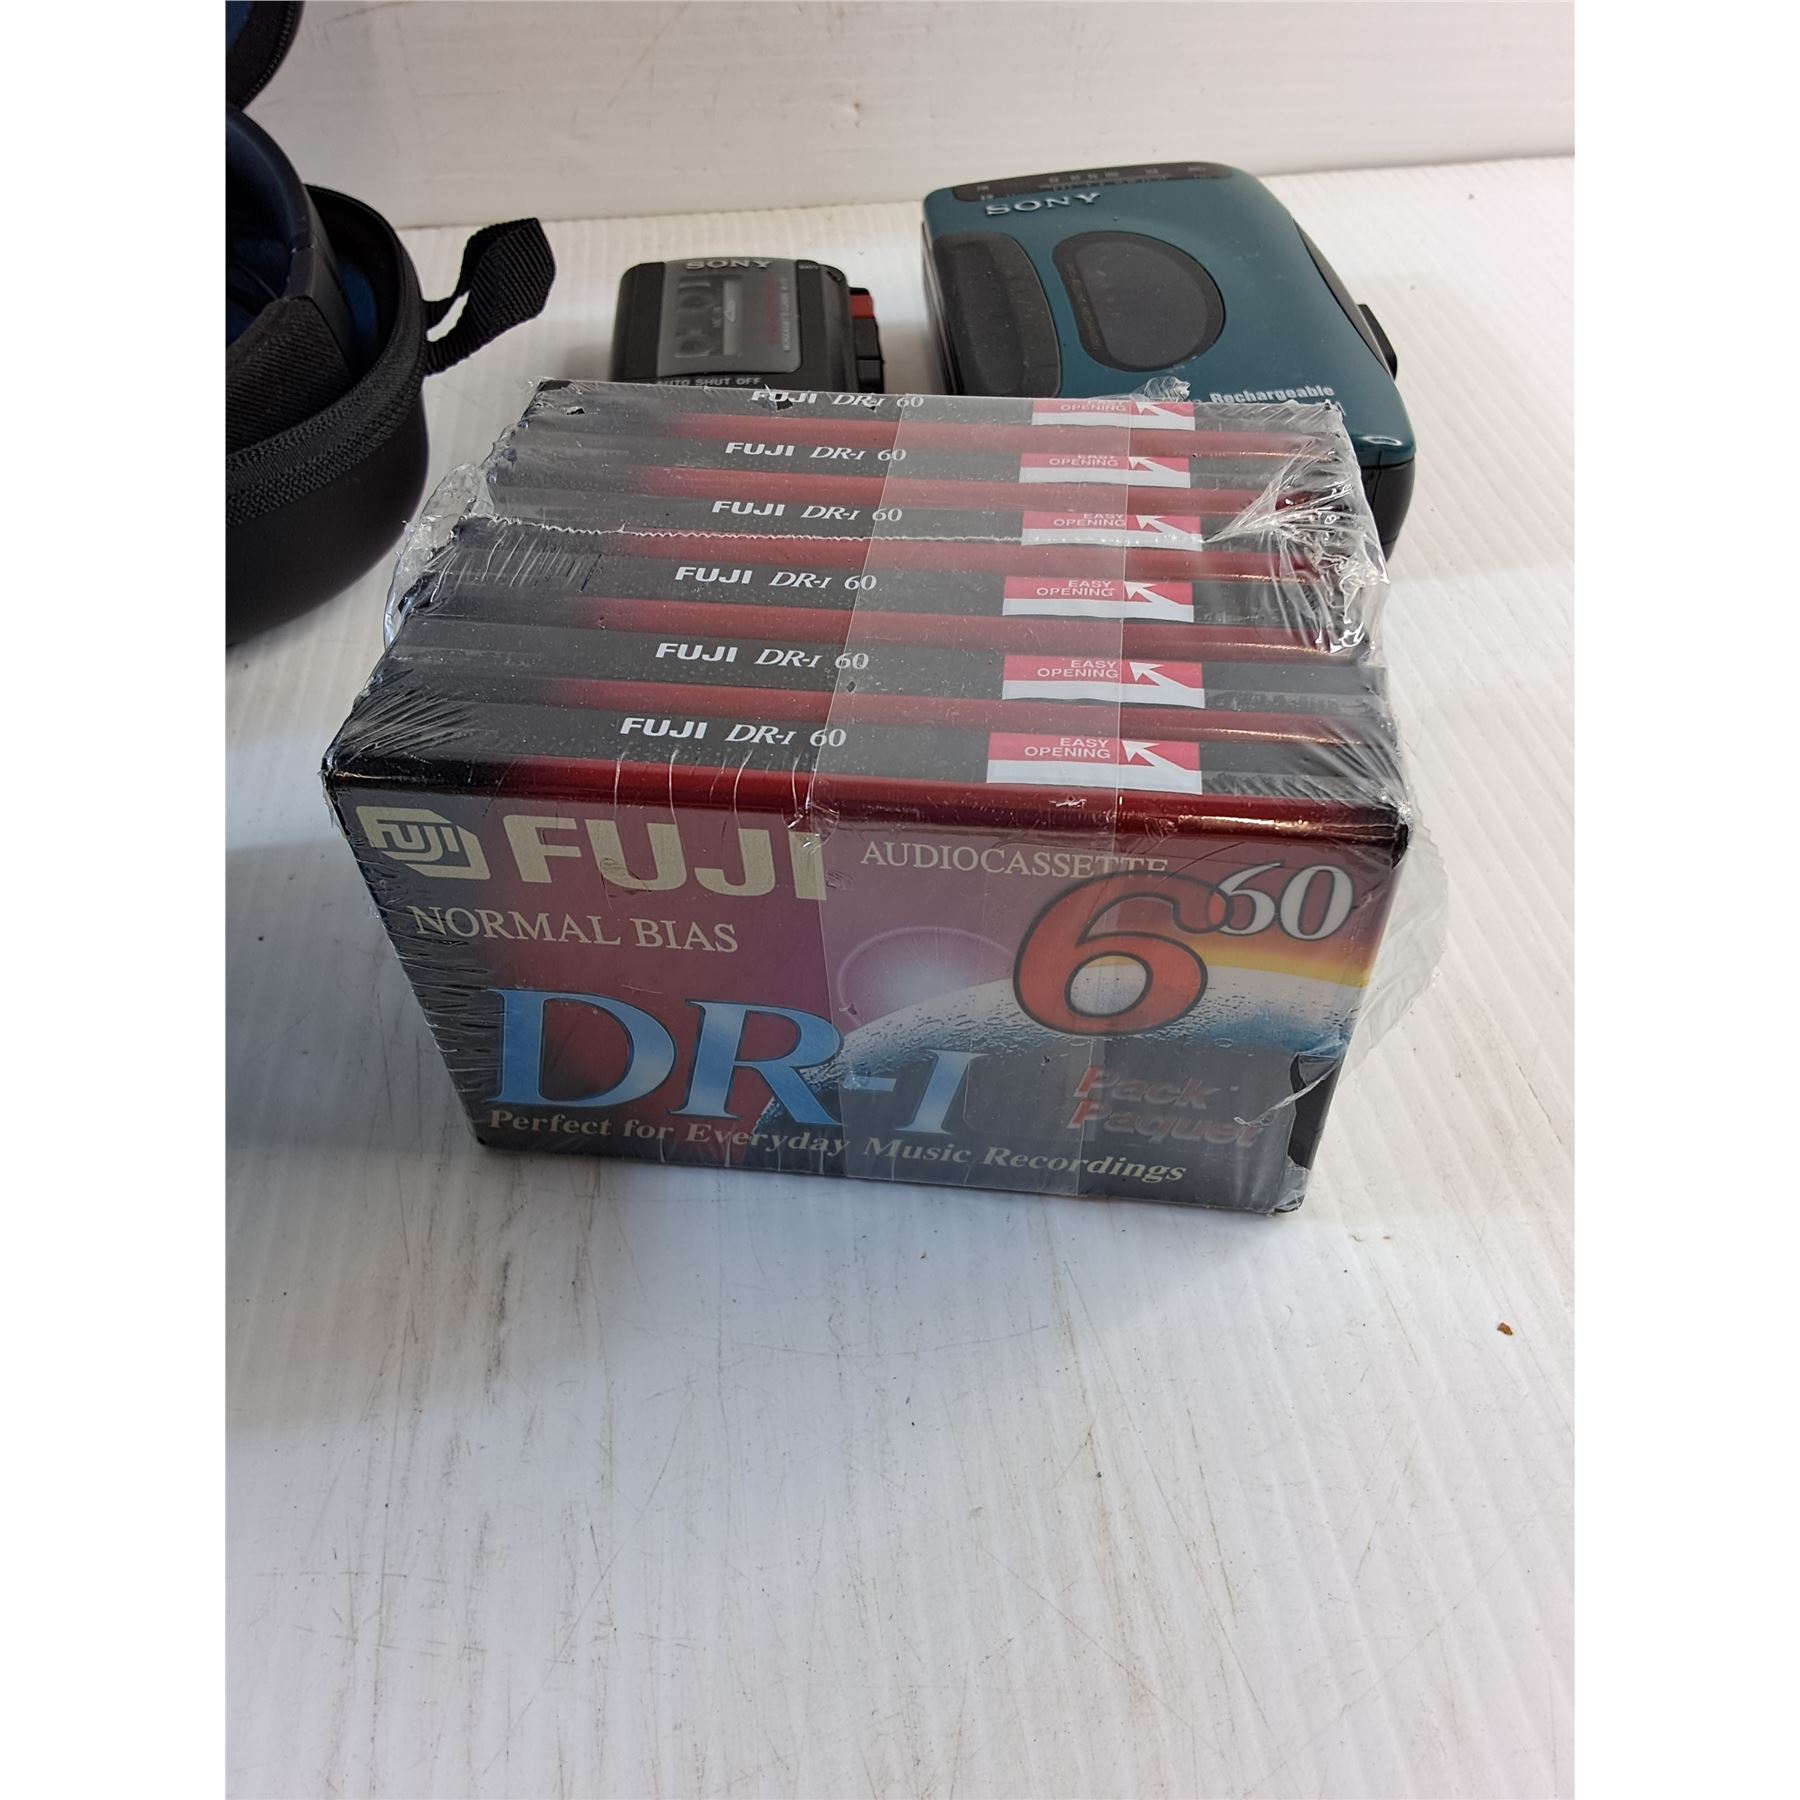 SONY
AUTO SHUT OFF
SONY
Rechargeable
FUJI DR-I 60
OPENING
FUJI DR-I 60
EASY
OPENING
FUJI DR-I 60
EASY
OPENING
FUJI DR-I 60
EASY
OPENING
FUJI DR-I 60
EASY
OPENING
FUJI DR-I 60
EASY
OPENING
FUJI FUJI
AUDIOCASSETTE
6 60
NORMAL BIAS
DR-I
Pack
Paquet
Perfect for Everyday Music Recordings